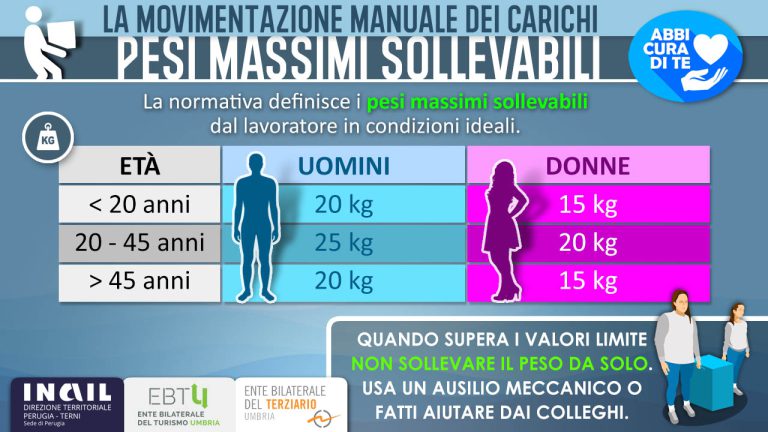 LA MOVIMENTAZIONE MANUALE DEI CARICHI
PESI MASSIMI SOLLEVABILI
ABBI
CURA
DI TE
La normativa definisce i pesi massimi sollevabili
dal lavoratore in condizioni ideali.
KG
ETÀ UOMINI DONNE
< 20 anni 20 kg 15 kg
20 - 45 anni 25 kg 20 kg
> 45 anni 20 kg 15 kg
QUANDO SUPERA I VALORI LIMITE
NON SOLLEVARE IL PESO DA SOLO.
USA UN AUSILIO MECCANICO O
FATTI AIUTARE DAI COLLEGHI.
INAIL
DIREZIONE TERRITORIALE
PERUGIA - TERNI
Sede di Perugia
EBT4
ENTE BILATERALE
DEL TURISMO UMBRIA
ENTE BILATERALE
DEL TERZIARIO
UMBRIA